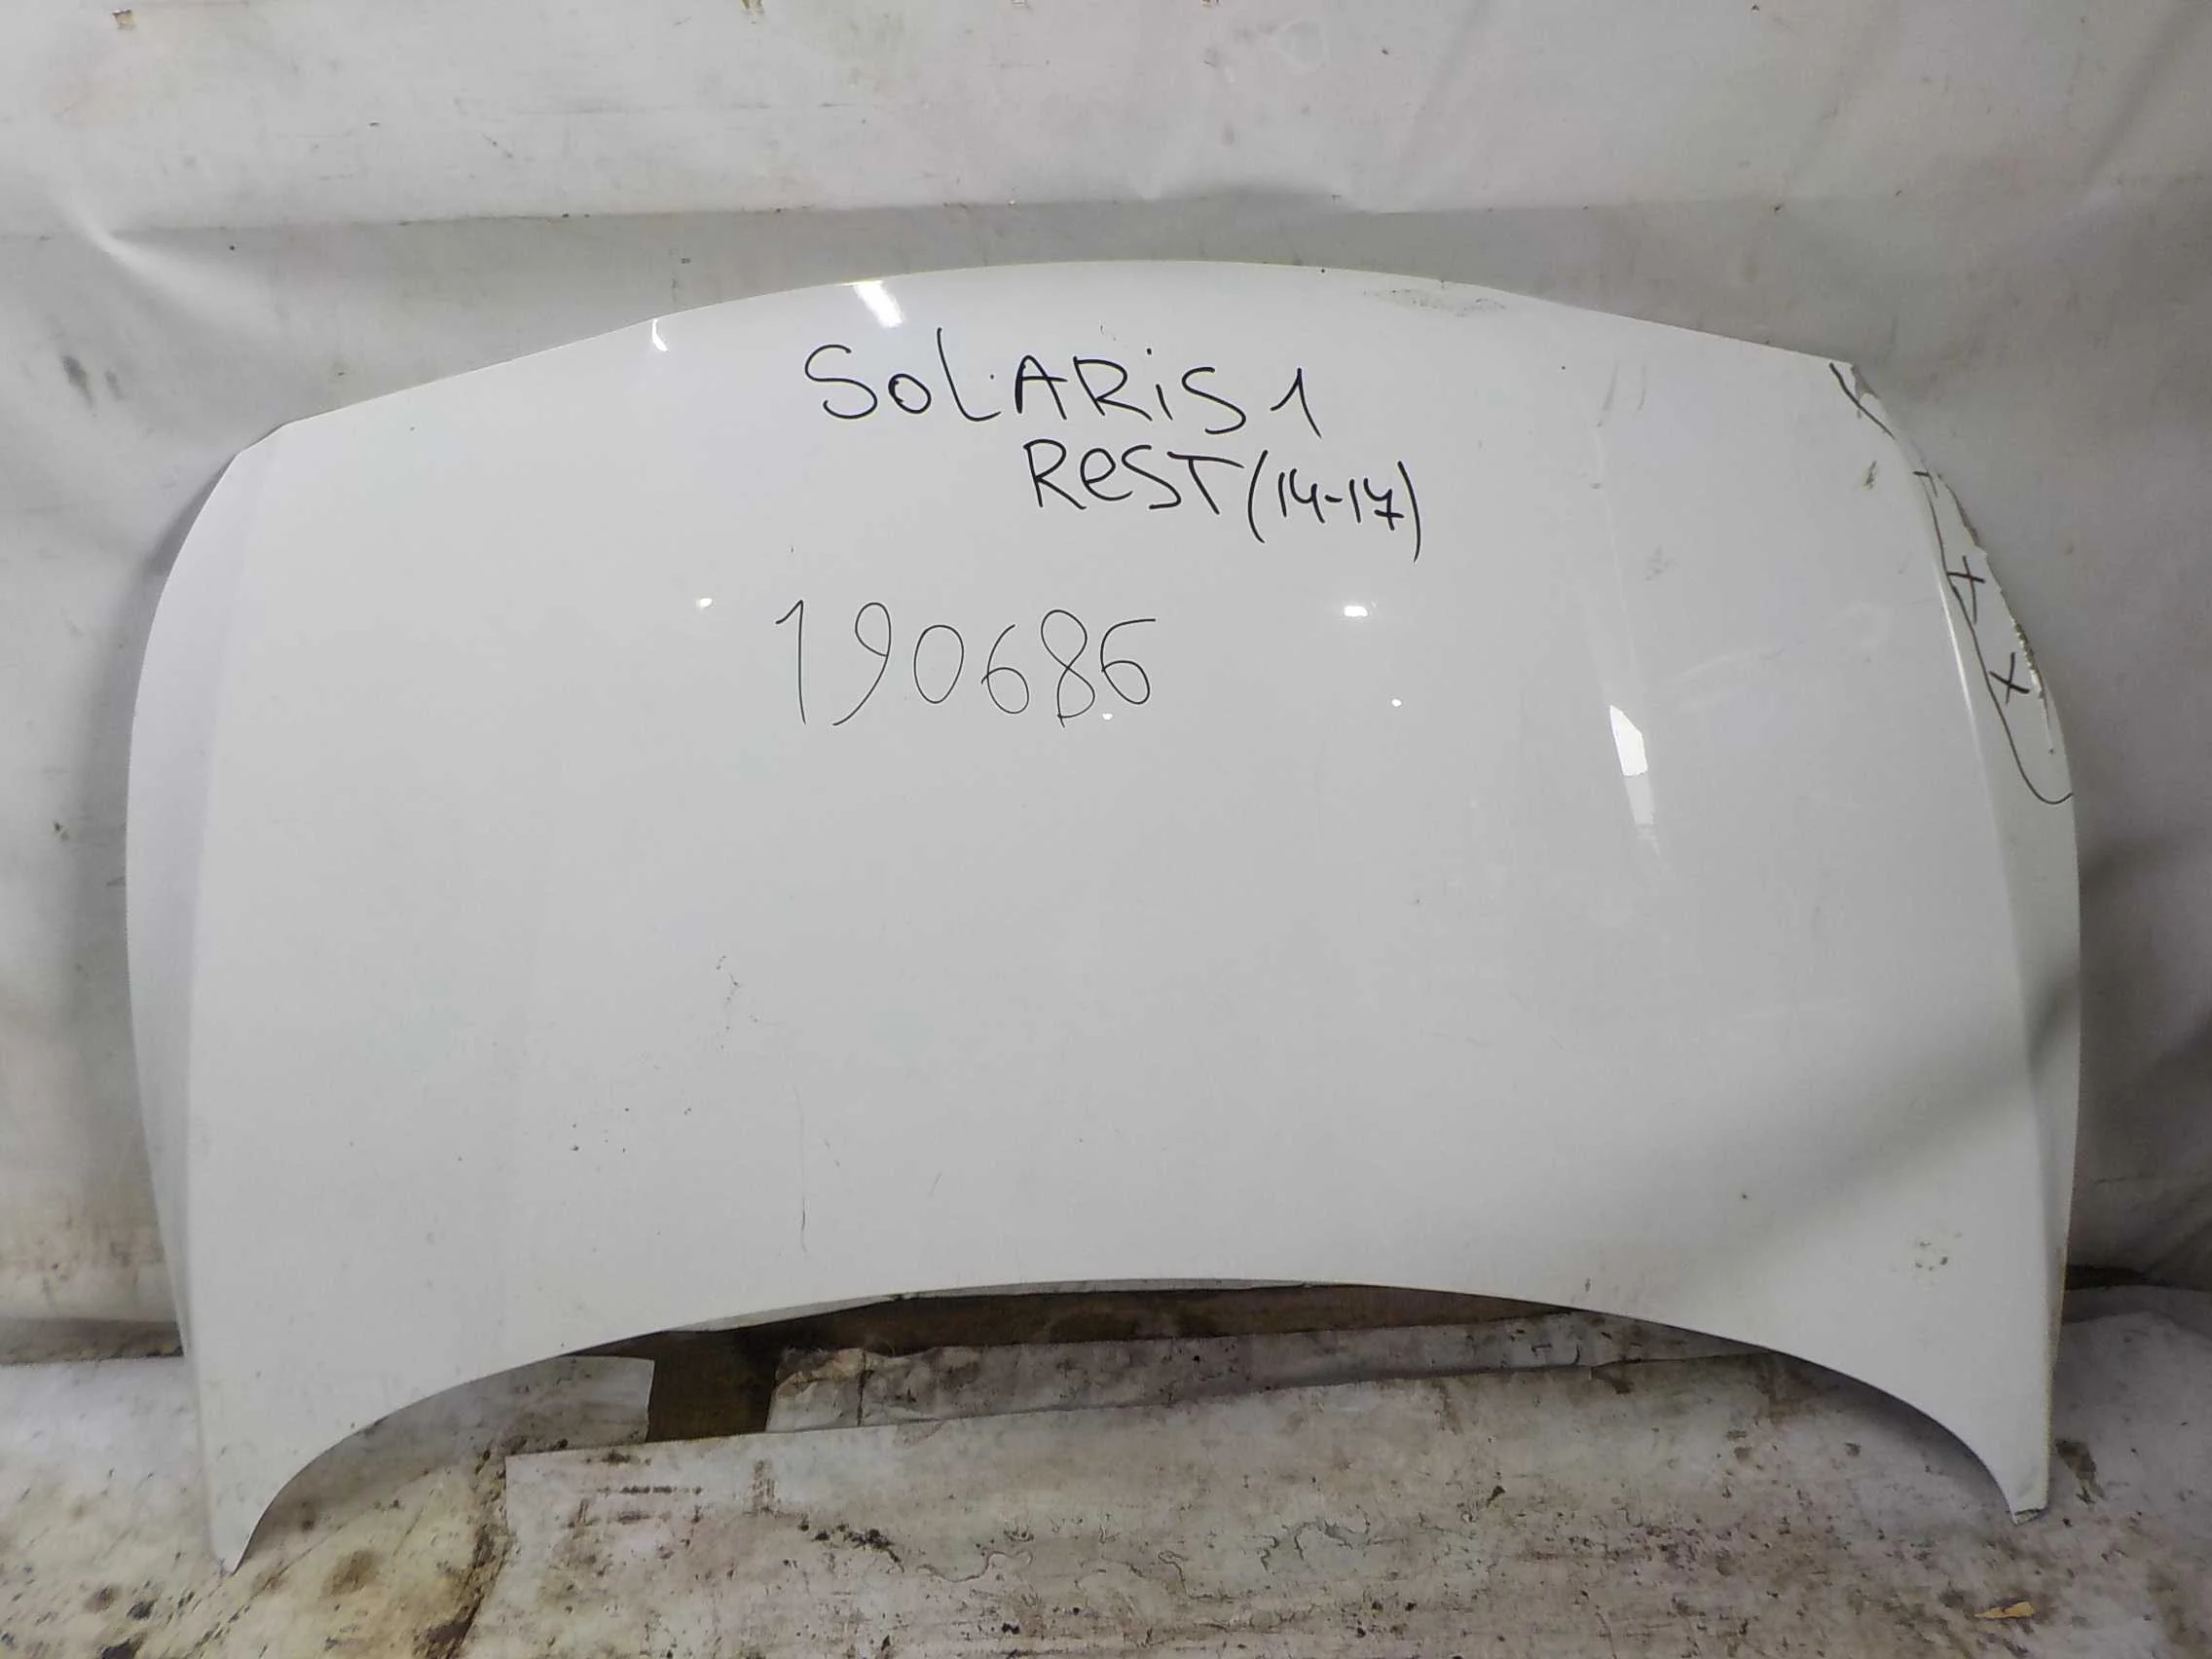 SOLARiS 1
ReST (14-17)
190686
X
X